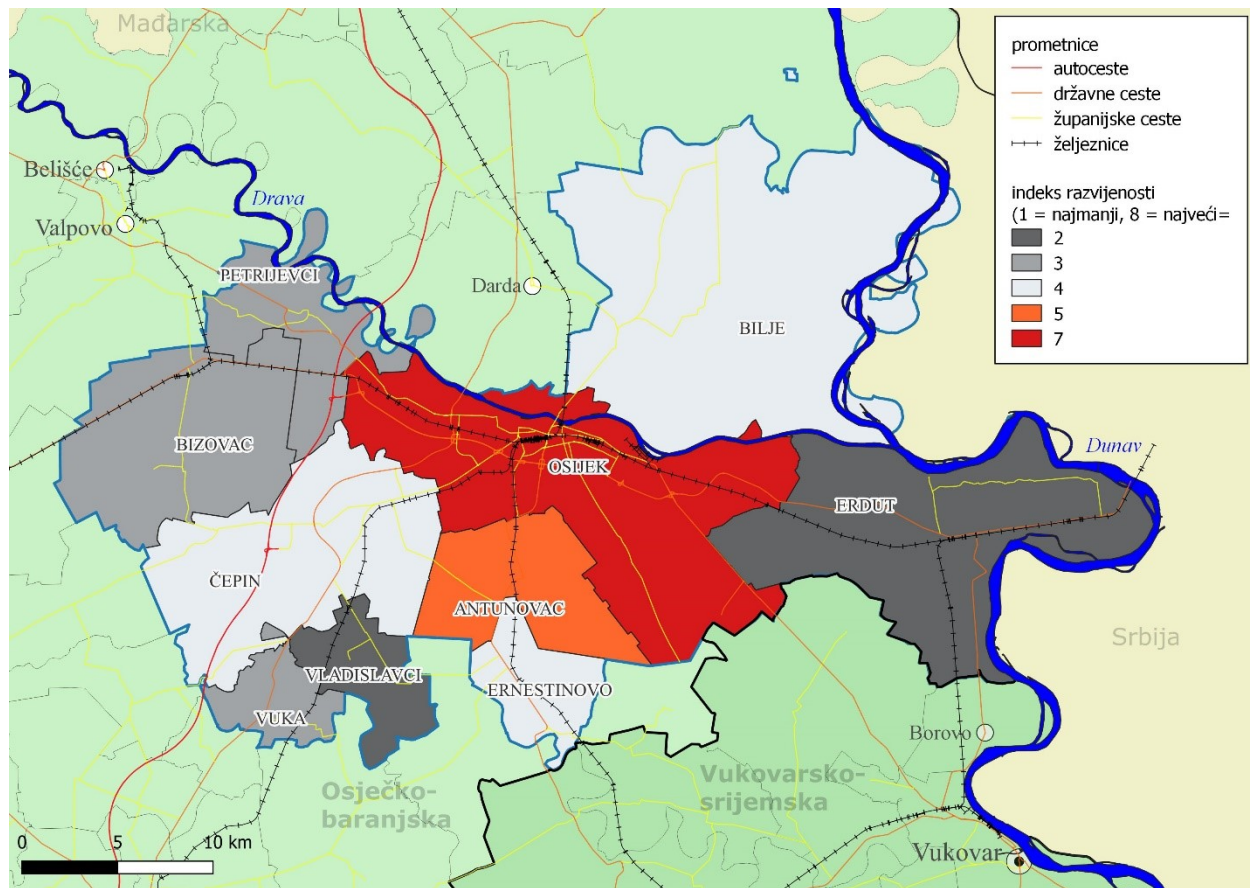 Mađarska
prometnice
autoceste
državne ceste
županijske ceste
željeznice
indeks razvijenosti
(1 = najmanji, 8 = najveći=
2
3
4
5
7
Belišće
Drava
Valpovo
PETRIJEVCI
Darda
BILJE
BIZOVAC
OSIJEK
Dunav
ERDUT
ČEPIN
ANTUNOVAC
Srbija
VLADISLAVCI
ERNESTINOVO
VUKA
Borovo
Osječko-
baranjska
Vukovarsko-
srijemska
0 5 10 km
Vukovar